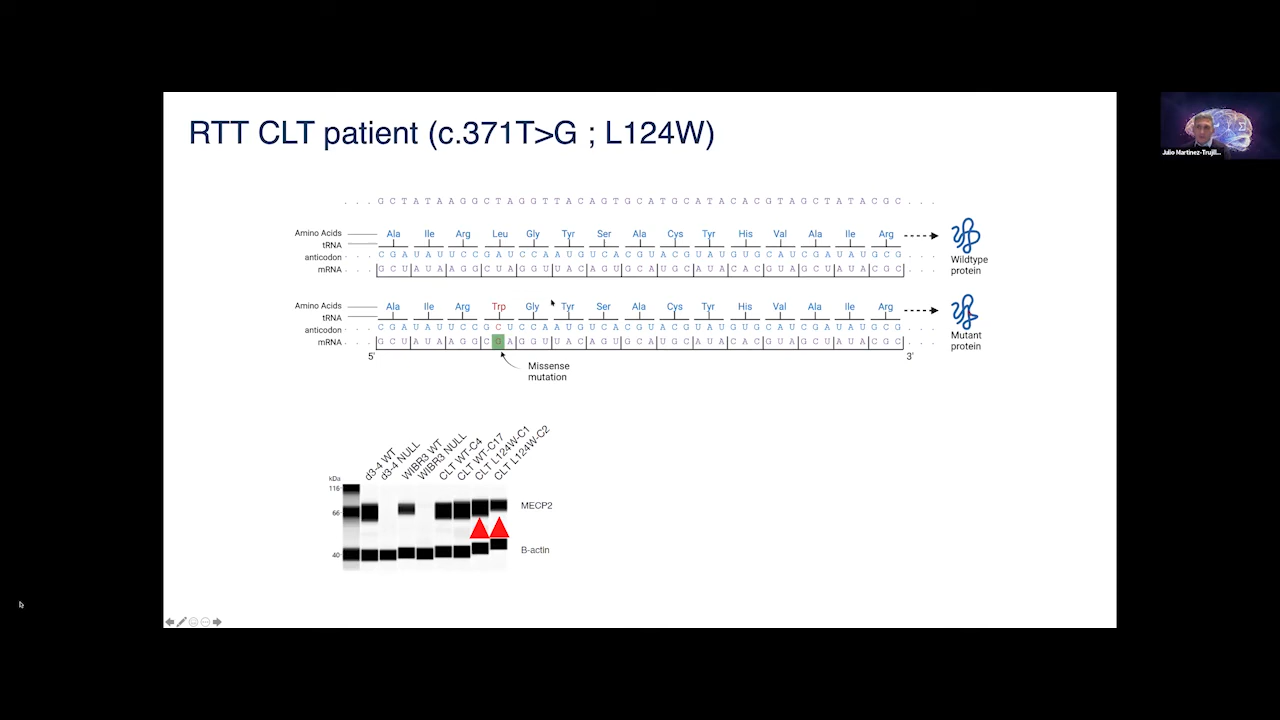 RTT CLT patient (c.371T>G ; L124W)
Julio Martinez-Trujill...
. . . G C T A T A A G G C T A G G T T A C A G T G C A T G C A T A C A C G T A G C T A T A C G C . . .
Amino Acids Ala Ile Arg Leu Gly Tyr Ser Ala Cys Tyr His Val Ala Ile Arg
tRNA
anticodon . . . C G A U A U U C C G A U C C A A U G U C A C G U A C G U A U G U G C A U C G A U A U G C G . . .
mRNA . . . G C U A U A A G G C U A G G U U A C A G U G C A U G C A U A C A C G U A G C U A U A C G C . . .
Wildtype
protein
Amino Acids Ala Ile Arg Trp Gly Tyr Ser Ala Cys Tyr His Val Ala Ile Arg
tRNA
anticodon . . . C G A U A U U C C G C U C C A A U G U C A C G U A C G U A U G U G C A U C G A U A U G C G . . .
mRNA . . . G C U A U A A G G C G A G G U U A C A G U G C A U G C A U A C A C G U A G C U A U A C G C . . .
Mutant
protein
5' 3'
Missense
mutation
d3-4 WT
d3-4 NULL
WIBR3 WT
WIBR3 NULL
CLT WT-C4
CLT WT-C17
CLT L124W-C1
CLT L124W-C2
kDa
116
66
40
MECP2
B-actin